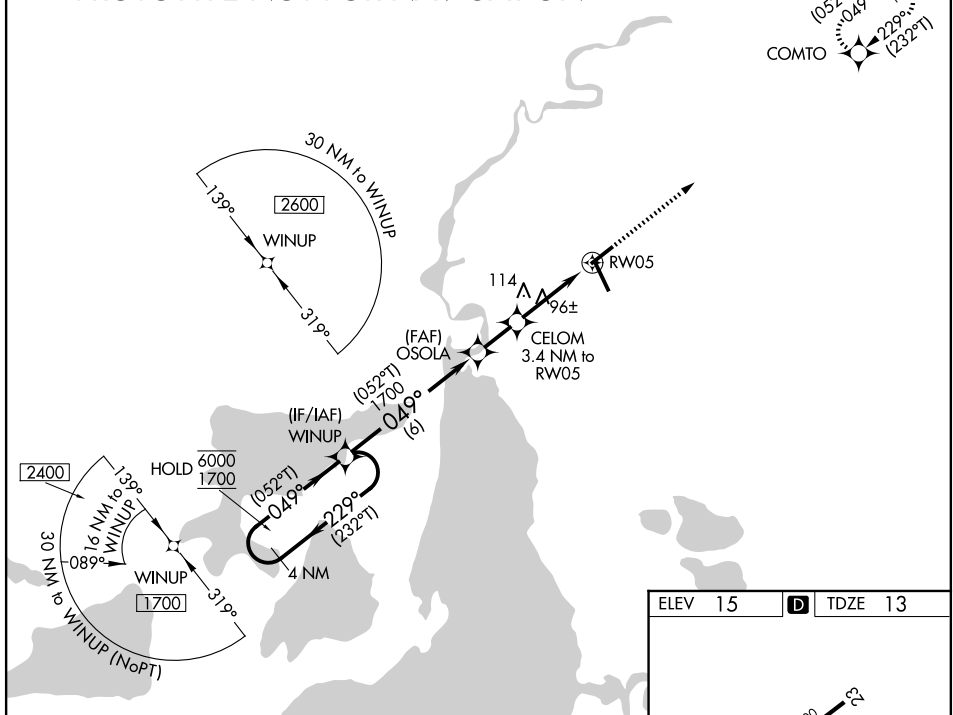 (052°
049°
229°
(232°T)
COMTO
30 NM to WINUP
139°
2600
WINUP
319°
RW05
114
96±
(FAF)
OSOLA
CELOM
3.4 NM to
RW05
(052°T)
1700
049°
(6)
(IF/IAF)
WINUP
HOLD
6000
1700
(052°T)
049°
229°
(232°T)
4 NM
2400
139°
16 NM to
WINUP
089°
WINUP
1700
319°
30 NM to WINUP (NoPT)
ELEV 15
D
TDZE 13
23